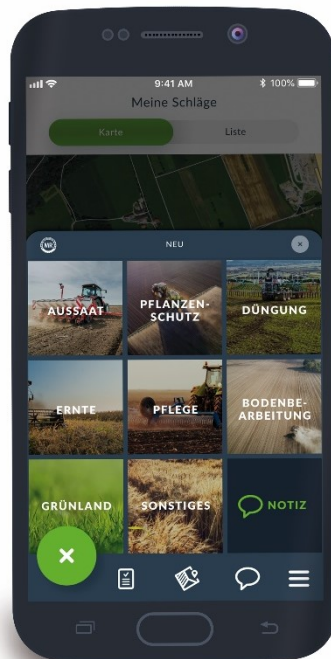 9:41 AM
100%
Meine Schläge
Karte
Liste
MR
NEU
AUSSAAT
PFLANZEN-
SCHUTZ
DÜNGUNG
ERNTE
PFLEGE
BODENBE-
ARBEITUNG
GRÜNLAND
SONSTIGES
NOTIZ